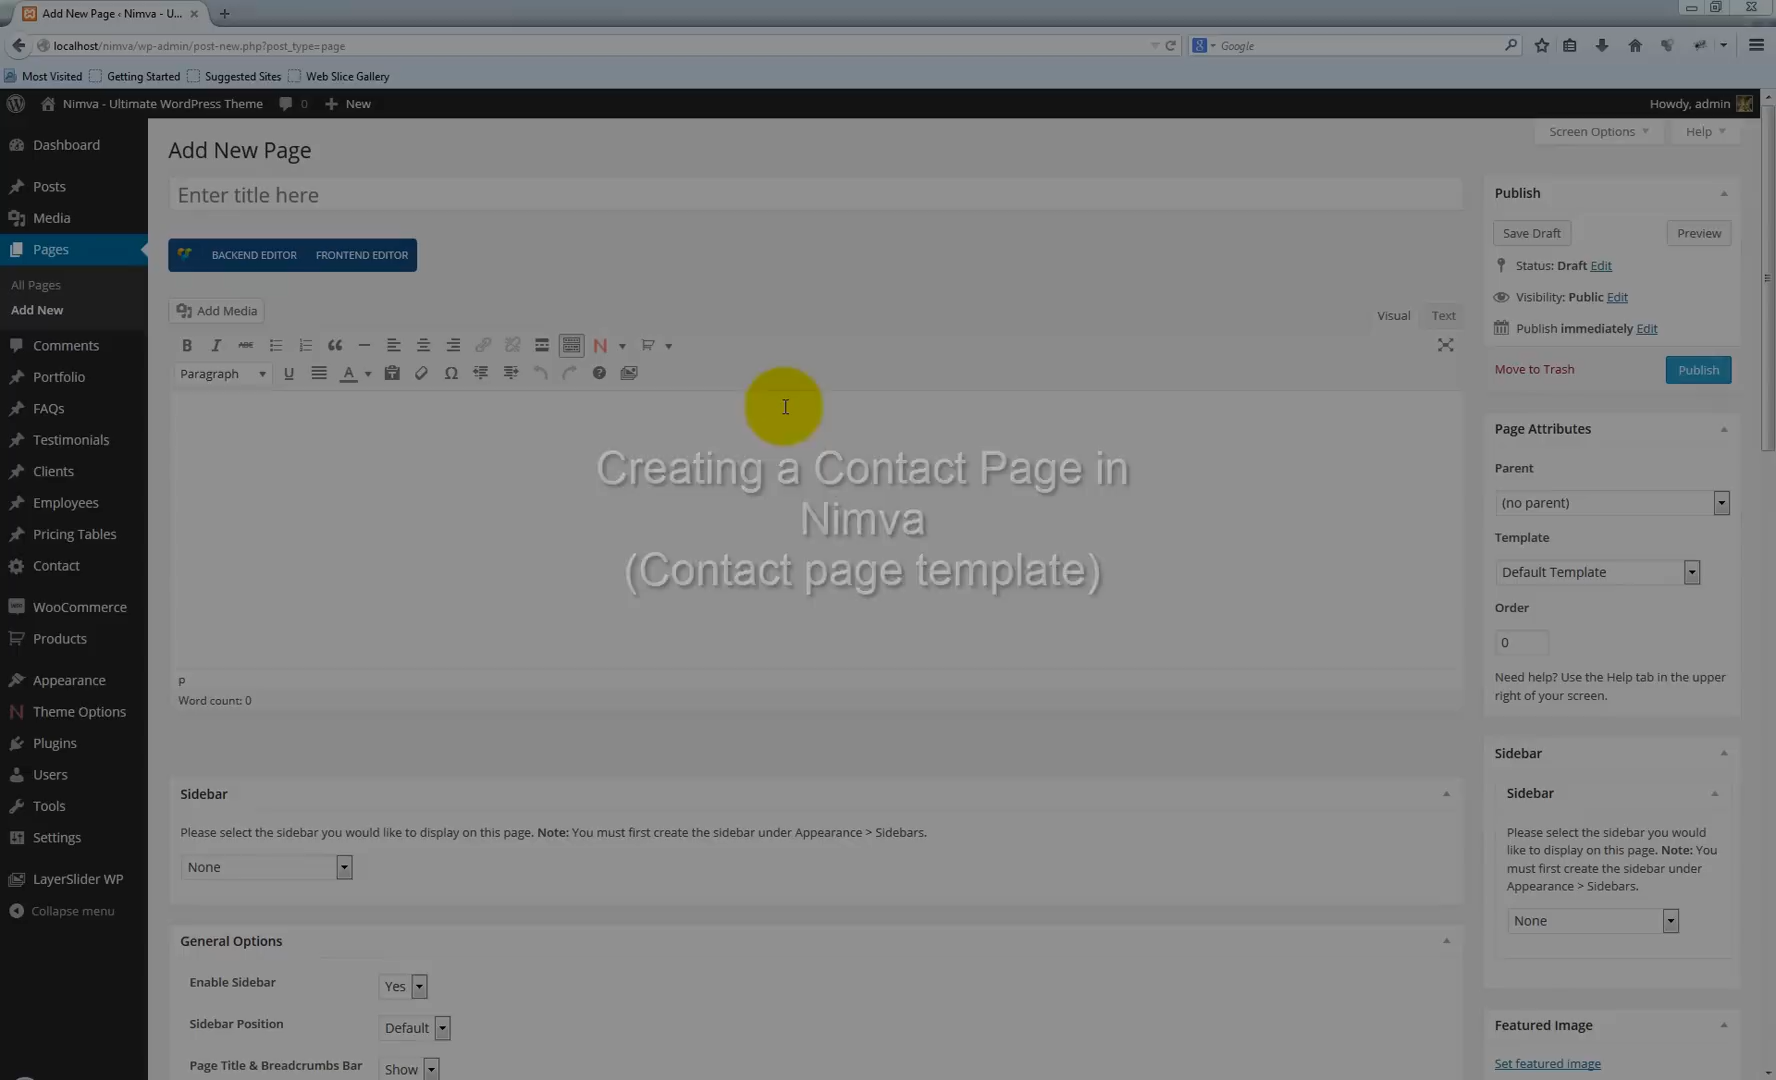 Add New Page ‹ Nimva - U...
localhost/nimva/wp-admin/post-new.php?post_type=page
Google
Most Visited
Getting Started
Suggested Sites
Web Slice Gallery
Nimva - Ultimate WordPress Theme
0
New
Howdy, admin
Screen Options
Help
Dashboard
Posts
Media
Pages
All Pages
Add New
Comments
Portfolio
FAQs
Testimonials
Clients
Employees
Pricing Tables
Contact
WooCommerce
Products
Appearance
Theme Options
Plugins
Users
Tools
Settings
LayerSlider WP
Collapse menu
Add New Page
Enter title here
BACKEND EDITOR
FRONTEND EDITOR
Add Media
Visual
Text
Paragraph
Creating a Contact Page in
Nimva
(Contact page template)
p
Word count: 0
Sidebar
Please select the sidebar you would like to display on this page. Note: You must first create the sidebar under Appearance > Sidebars.
None
General Options
Enable Sidebar
Yes
Sidebar Position
Default
Page Title & Breadcrumbs Bar
Show
Publish
Save Draft
Preview
Status: Draft Edit
Visibility: Public Edit
Publish immediately Edit
Move to Trash
Publish
Page Attributes
Parent
(no parent)
Template
Default Template
Order
0
Need help? Use the Help tab in the upper
right of your screen.
Sidebar
Sidebar
Please select the sidebar you would
like to display on this page. Note: You
must first create the sidebar under
Appearance > Sidebars.
None
Featured Image
Set featured image